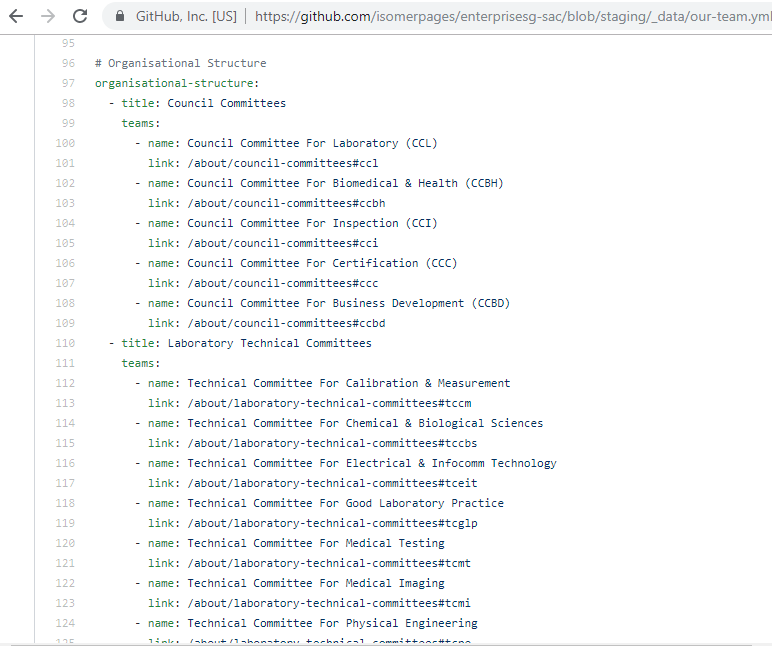 GitHub, Inc. [US] | https://github.com/isomerpages/enterprisesg-sac/blob/staging/_data/our-team.yml
95
96 # Organisational Structure
97 organisational-structure:
98 - title: Council Committees
99 teams:
100 - name: Council Committee For Laboratory (CCL)
101 link: /about/council-committees#ccl
102 - name: Council Committee For Biomedical & Health (CCBH)
103 link: /about/council-committees#ccbh
104 - name: Council Committee For Inspection (CCI)
105 link: /about/council-committees#cci
106 - name: Council Committee For Certification (CCC)
107 link: /about/council-committees#ccc
108 - name: Council Committee For Business Development (CCBD)
109 link: /about/council-committees#ccbd
110 - title: Laboratory Technical Committees
111 teams:
112 - name: Technical Committee For Calibration & Measurement
113 link: /about/laboratory-technical-committees#tccm
114 - name: Technical Committee For Chemical & Biological Sciences
115 link: /about/laboratory-technical-committees#tccbs
116 - name: Technical Committee For Electrical & Infocomm Technology
117 link: /about/laboratory-technical-committees#tceit
118 - name: Technical Committee For Good Laboratory Practice
119 link: /about/laboratory-technical-committees#tcglp
120 - name: Technical Committee For Medical Testing
121 link: /about/laboratory-technical-committees#tcmt
122 - name: Technical Committee For Medical Imaging
123 link: /about/laboratory-technical-committees#tcmi
124 - name: Technical Committee For Physical Engineering
125 link: /about/laboratory-technical-committees#tcpe